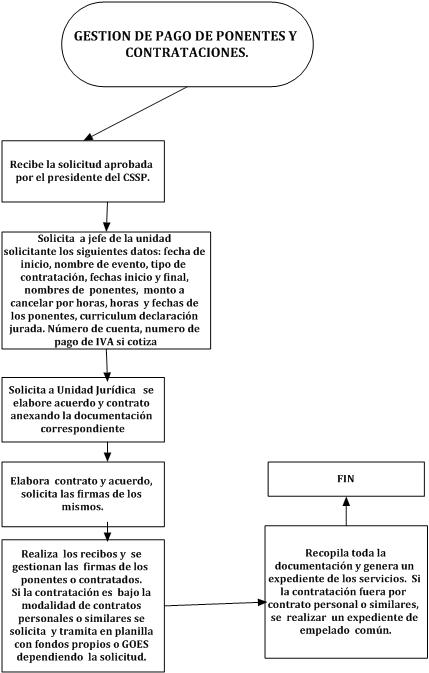 GESTION DE PAGO DE PONENTES Y
CONTRATACIONES.
Recibe la solicitud aprobada
por el presidente del CSSP.
Solicita a jefe de la unidad
solicitante los siguientes datos: fecha de
inicio, nombre de evento, tipo de
contratación, fechas inicio y final,
nombres de ponentes, monto a
cancelar por horas, horas y fechas de
los ponentes, curriculum declaración
jurada. Número de cuenta, numero de
pago de IVA si cotiza
Solicita a Unidad Jurídica se
elabore acuerdo y contrato
anexando la documentación
correspondiente
Elabora contrato y acuerdo,
solicita las firmas de los
mismos.
Realiza los recibos y se
gestionan las firmas de los
ponentes o contratados.
Si la contratación es bajo la
modalidad de contratos
personales o similares se
solicita y tramita en planilla
con fondos propios o GOES
dependiendo la solicitud.
Recopila toda la
documentación y genera un
expediente de los servicios. Si
la contratación fuera por
contrato personal o similares,
se realizar un expediente de
empelado común.
FIN